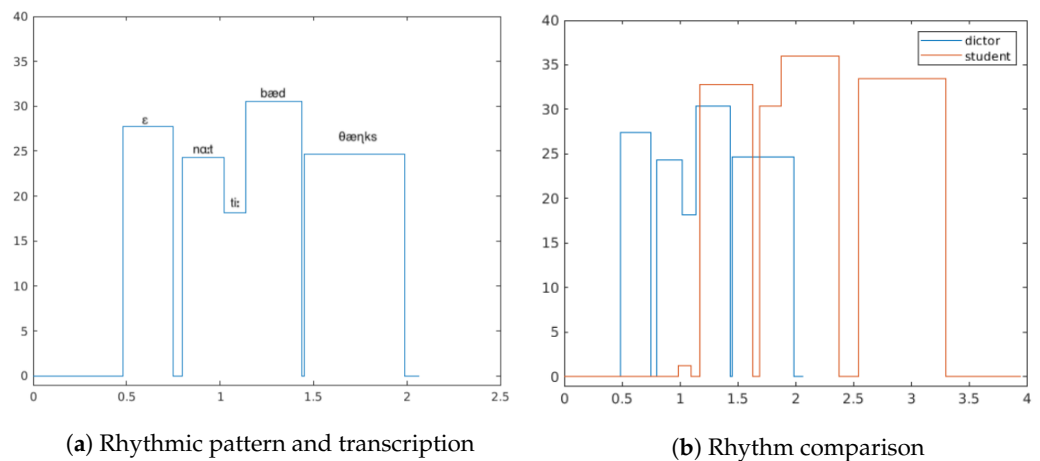 40
35
30
25
20
15
10
5
0
0 0.5 1 1.5 2 2.5
ɛ
nɑːt
tiː
bæd
θæɳks
(a) Rhythmic pattern and transcription
40
35
30
25
20
15
10
5
0
0 0.5 1 1.5 2 2.5 3 3.5 4
dictor
student
(b) Rhythm comparison